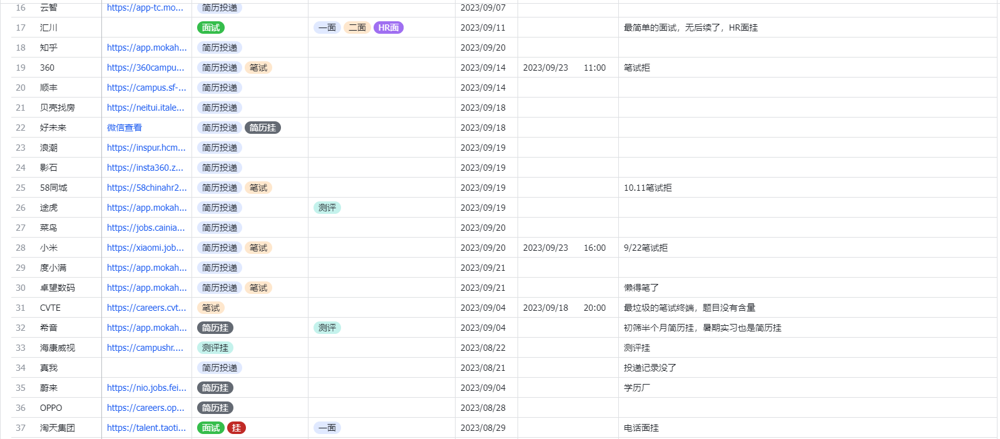 16 云智 https://app-tc.mo... 简历投递 2023/09/07
17 汇川 面试 一面 二面 HR面 2023/09/11 最简单的面试，无后续了，HR面挂
18 知乎 https://app.mokah... 简历投递 2023/09/20
19 360 https://360campu... 简历投递 笔试 2023/09/14 2023/09/23 11:00 笔试拒
20 顺丰 https://campus.sf-... 简历投递 2023/09/14
21 贝壳找房 https://neitui.itale... 简历投递 2023/09/18
22 好未来 微信查看 简历投递 简历挂 2023/09/18
23 浪潮 https://inspur.hcm... 简历投递 2023/09/19
24 影石 https://insta360.z... 简历投递 2023/09/19
25 58同城 https://58chinahr2... 简历投递 笔试 2023/09/19 10.11笔试拒
26 途虎 https://app.mokah... 简历投递 测评 2023/09/19
27 菜鸟 https://jobs.cainia... 简历投递 2023/09/20
28 小米 https://xiaomi.job... 简历投递 笔试 2023/09/20 2023/09/23 16:00 9/22笔试拒
29 度小满 https://app.mokah... 简历投递 2023/09/21
30 卓望数码 https://app.mokah... 简历投递 笔试 2023/09/21 懒得笔了
31 CVTE https://careers.cvt... 笔试 2023/09/04 2023/09/18 20:00 最垃圾的笔试终端，题目没有含量
32 希音 https://app.mokah... 简历挂 测评 2023/09/04 初筛半个月简历挂，暑期实习也是简历挂
33 海康威视 https://campushr.... 测评挂 2023/08/22 测评挂
34 真我 简历投递 2023/08/21 投递记录没了
35 蔚来 https://nio.jobs.fei... 简历挂 2023/09/04 学历厂
36 OPPO https://careers.op... 简历挂 2023/08/28
37 淘天集团 https://talent.taoti... 面试 挂 一面 2023/08/29 电话面挂